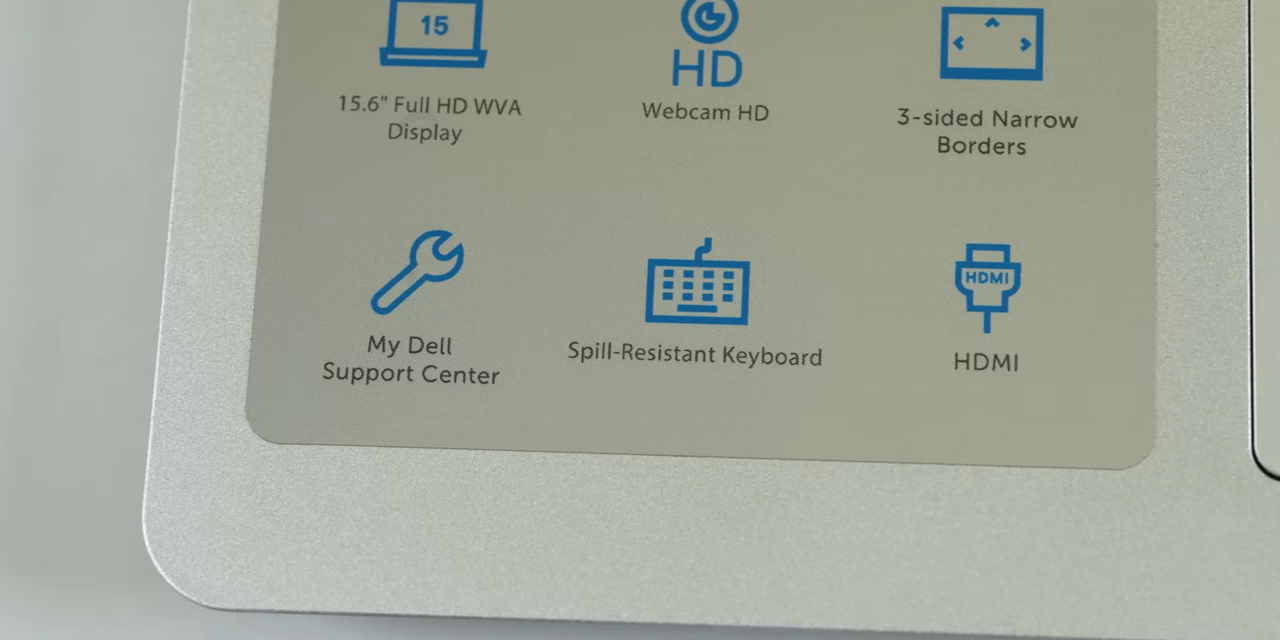 15
HD
15.6" Full HD WVA
Display
Webcam HD
3-sided Narrow
Borders
HDMI
My Dell
Support Center
Spill-Resistant Keyboard
HDMI